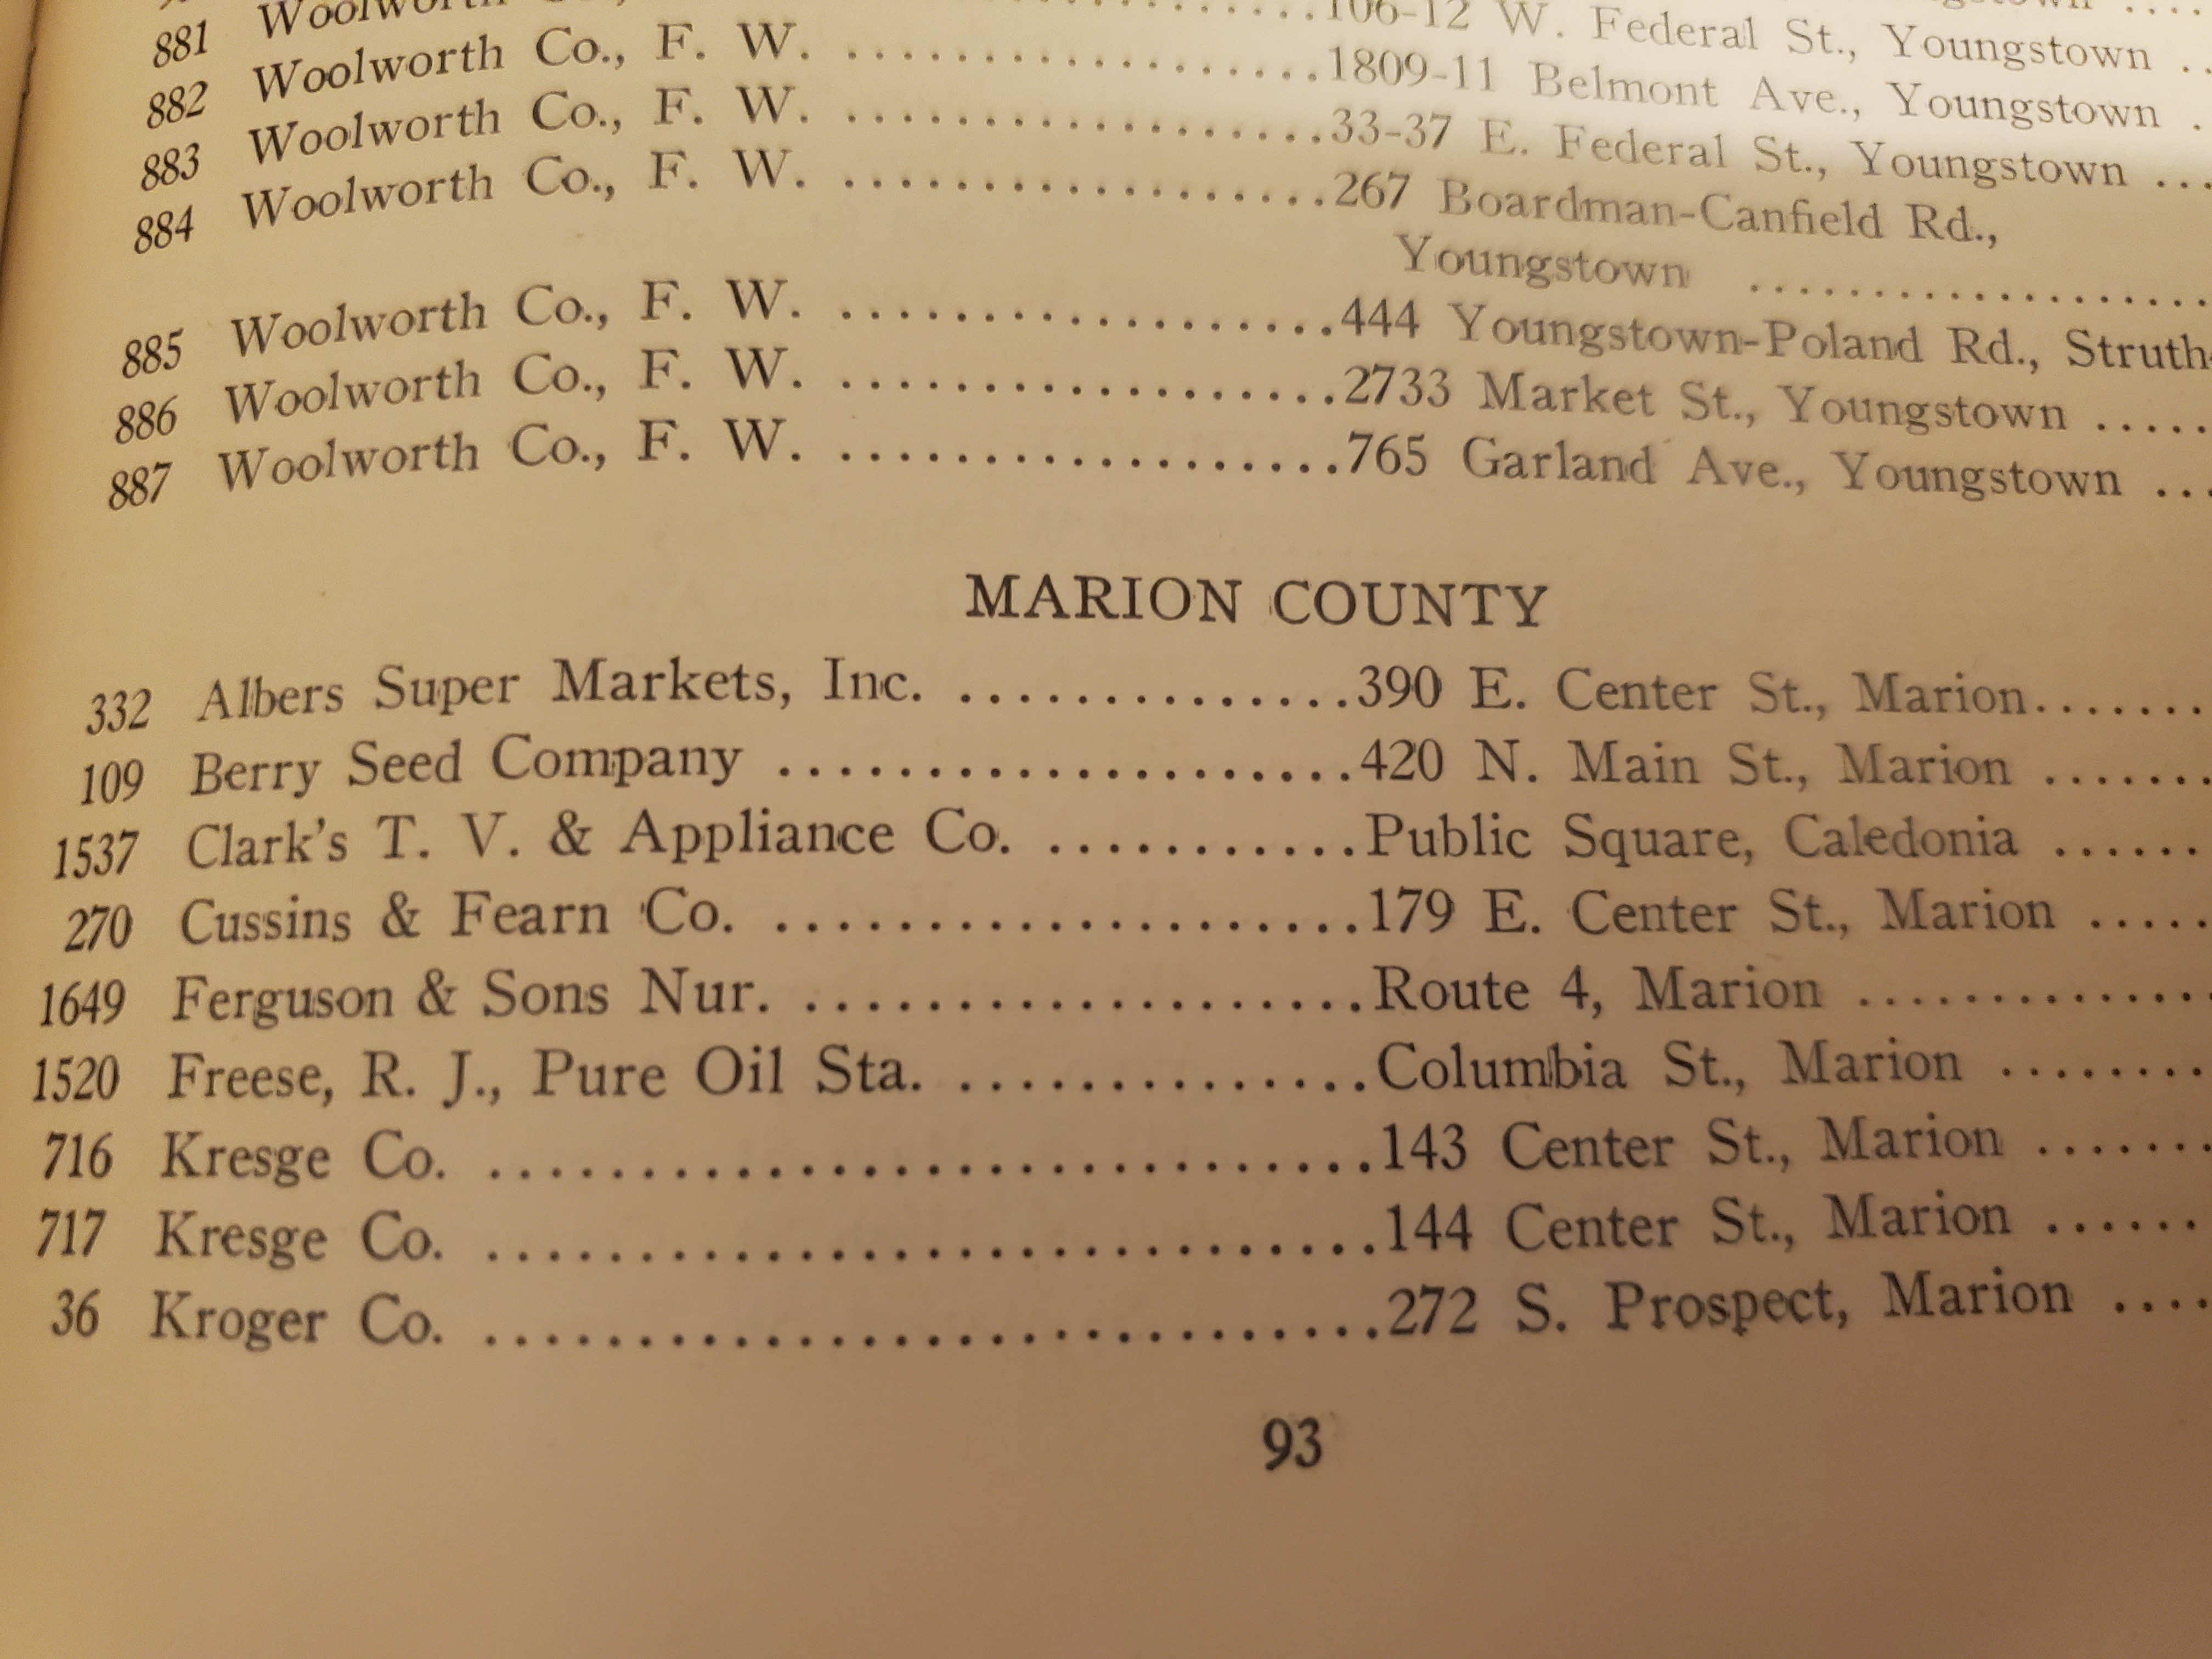 881 Woolworth ....106-12 W. Federal St., Youngstown ..
882 Woolworth Co., F. W. ....................1809-11 Belmont Ave., Youngstown .
883 Woolworth Co., F. W. ....................33-37 E. Federal St., Youngstown ...
884 Woolworth Co., F. W. ....................267 Boardman-Canfield Rd.,
Youngstown ....................
885 Woolworth Co., F. W. ....................444 Youngstown-Poland Rd., Struth-
886 Woolworth Co., F. W. ....................2733 Market St., Youngstown .....
887 Woolworth Co., F. W. ....................765 Garland Ave., Youngstown ...
MARION COUNTY
332 Albers Super Markets, Inc. ................390 E. Center St., Marion.......
109 Berry Seed Company .......................420 N. Main St., Marion .......
1537 Clark's T. V. & Appliance Co. ............Public Square, Caledonia ......
270 Cussins & Fearn Co. .......................179 E. Center St., Marion .....
1649 Ferguson & Sons Nur. ......................Route 4, Marion ..............
1520 Freese, R. J., Pure Oil Sta. ................Columbia St., Marion ........
716 Kresge Co. ..................................143 Center St., Marion .......
717 Kresge Co. ..................................144 Center St., Marion ......
36 Kroger Co. ..................................272 S. Prospect, Marion ....
93